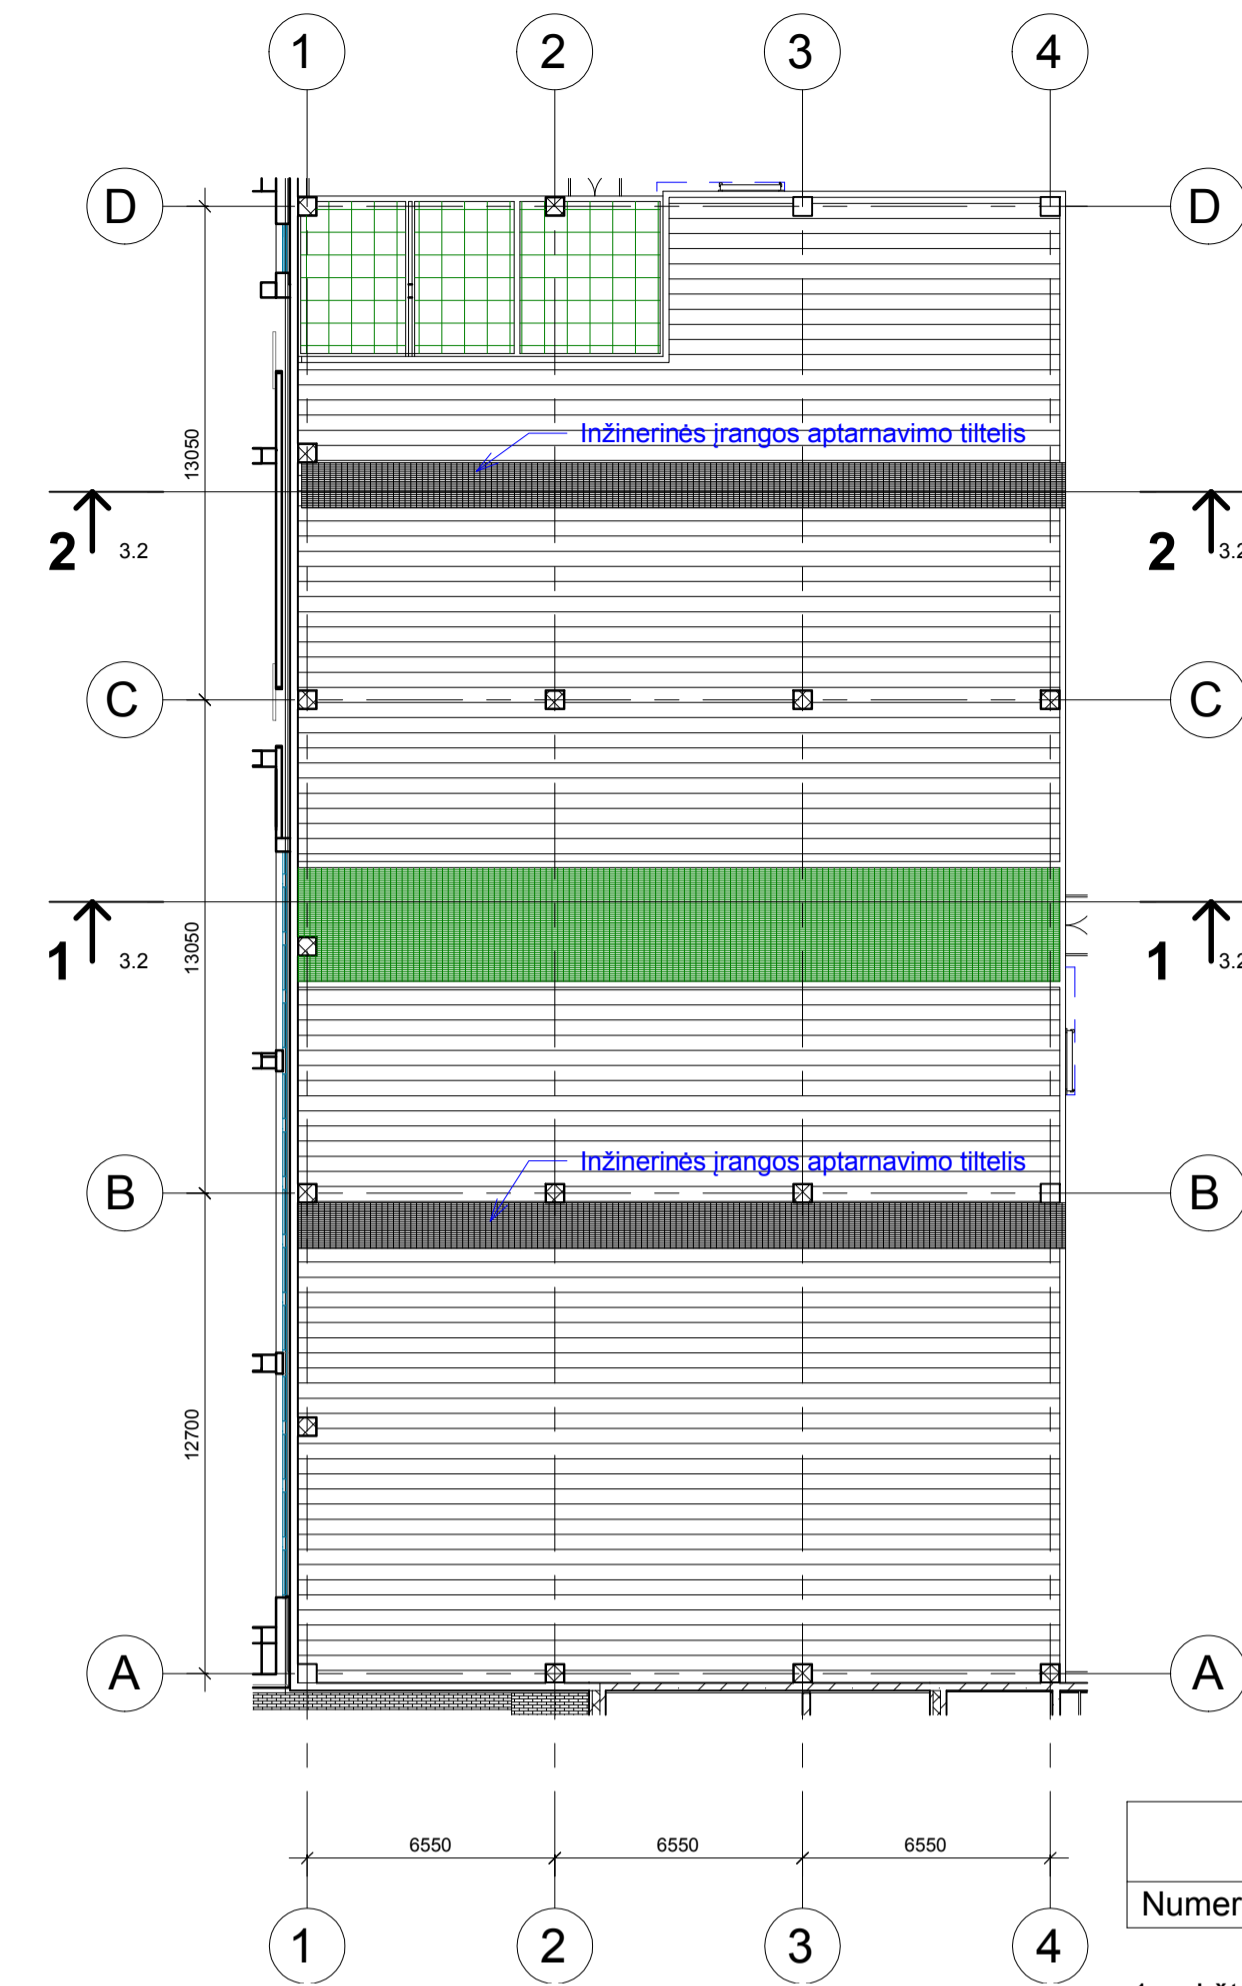 1 2 3 4
D D
13050
Inžinerinės įrangos aptarnavimo tiltelis
2 3.2 2 3.2
C C
13050
1 3.2 1 3.2
Inžinerinės įrangos aptarnavimo tiltelis
B B
12700
A A
6550 6550 6550
Numer
1 2 3 4